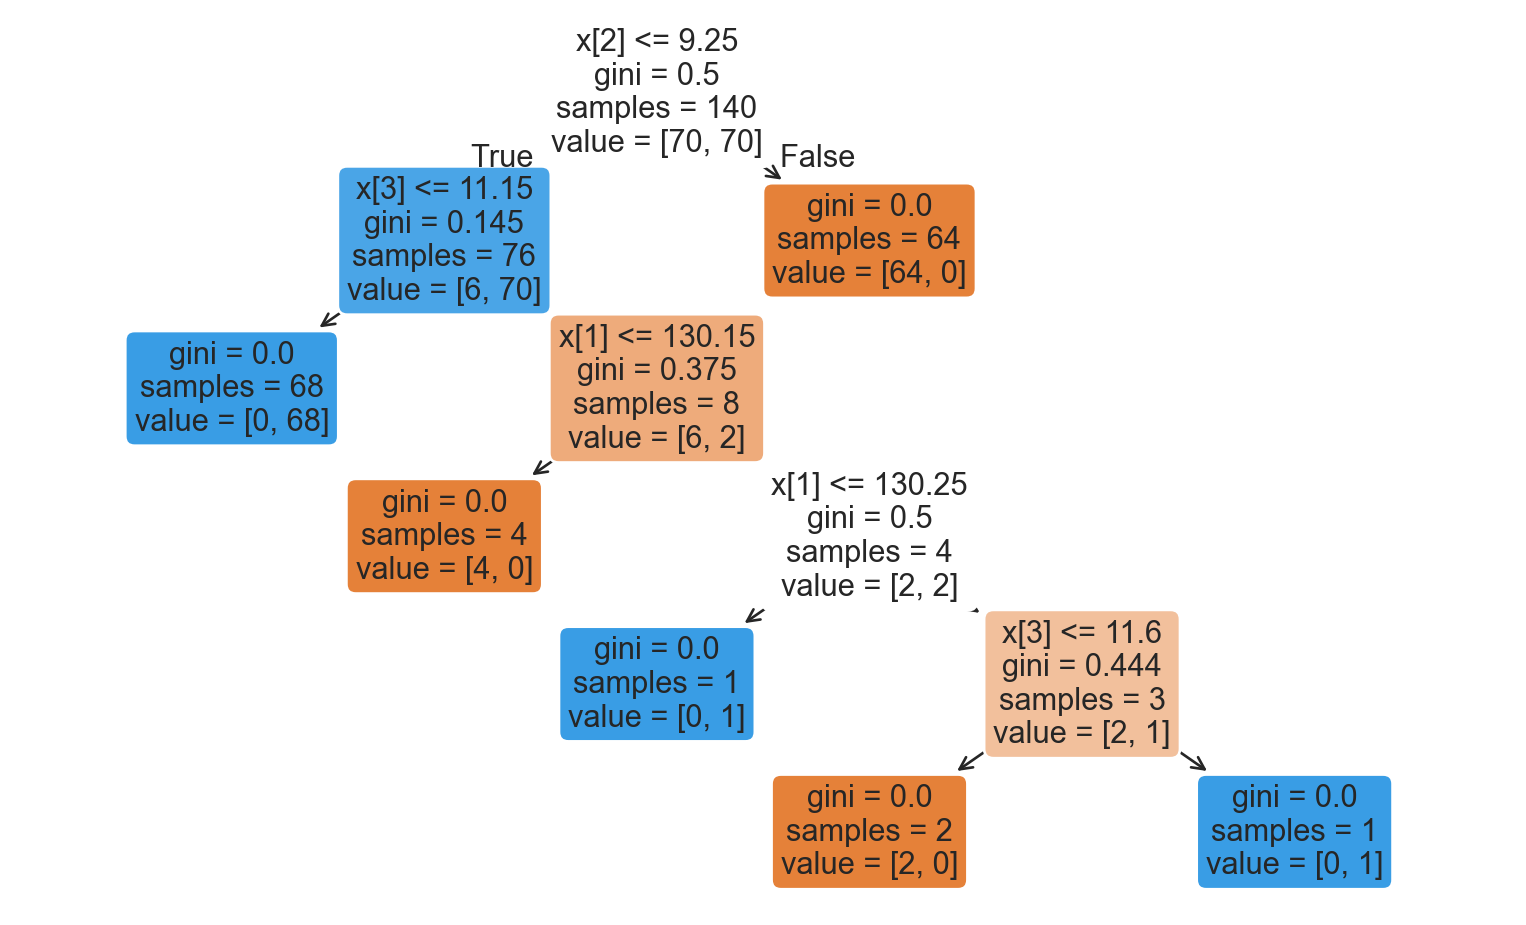 x[2] <= 9.25
gini = 0.5
samples = 140
value = [70, 70]
True
False
x[3] <= 11.15
gini = 0.145
samples = 76
value = [6, 70]
gini = 0.0
samples = 64
value = [64, 0]
gini = 0.0
samples = 68
value = [0, 68]
x[1] <= 130.15
gini = 0.375
samples = 8
value = [6, 2]
gini = 0.0
samples = 4
value = [4, 0]
x[1] <= 130.25
gini = 0.5
samples = 4
value = [2, 2]
gini = 0.0
samples = 1
value = [0, 1]
x[3] <= 11.6
gini = 0.444
samples = 3
value = [2, 1]
gini = 0.0
samples = 2
value = [2, 0]
gini = 0.0
samples = 1
value = [0, 1]